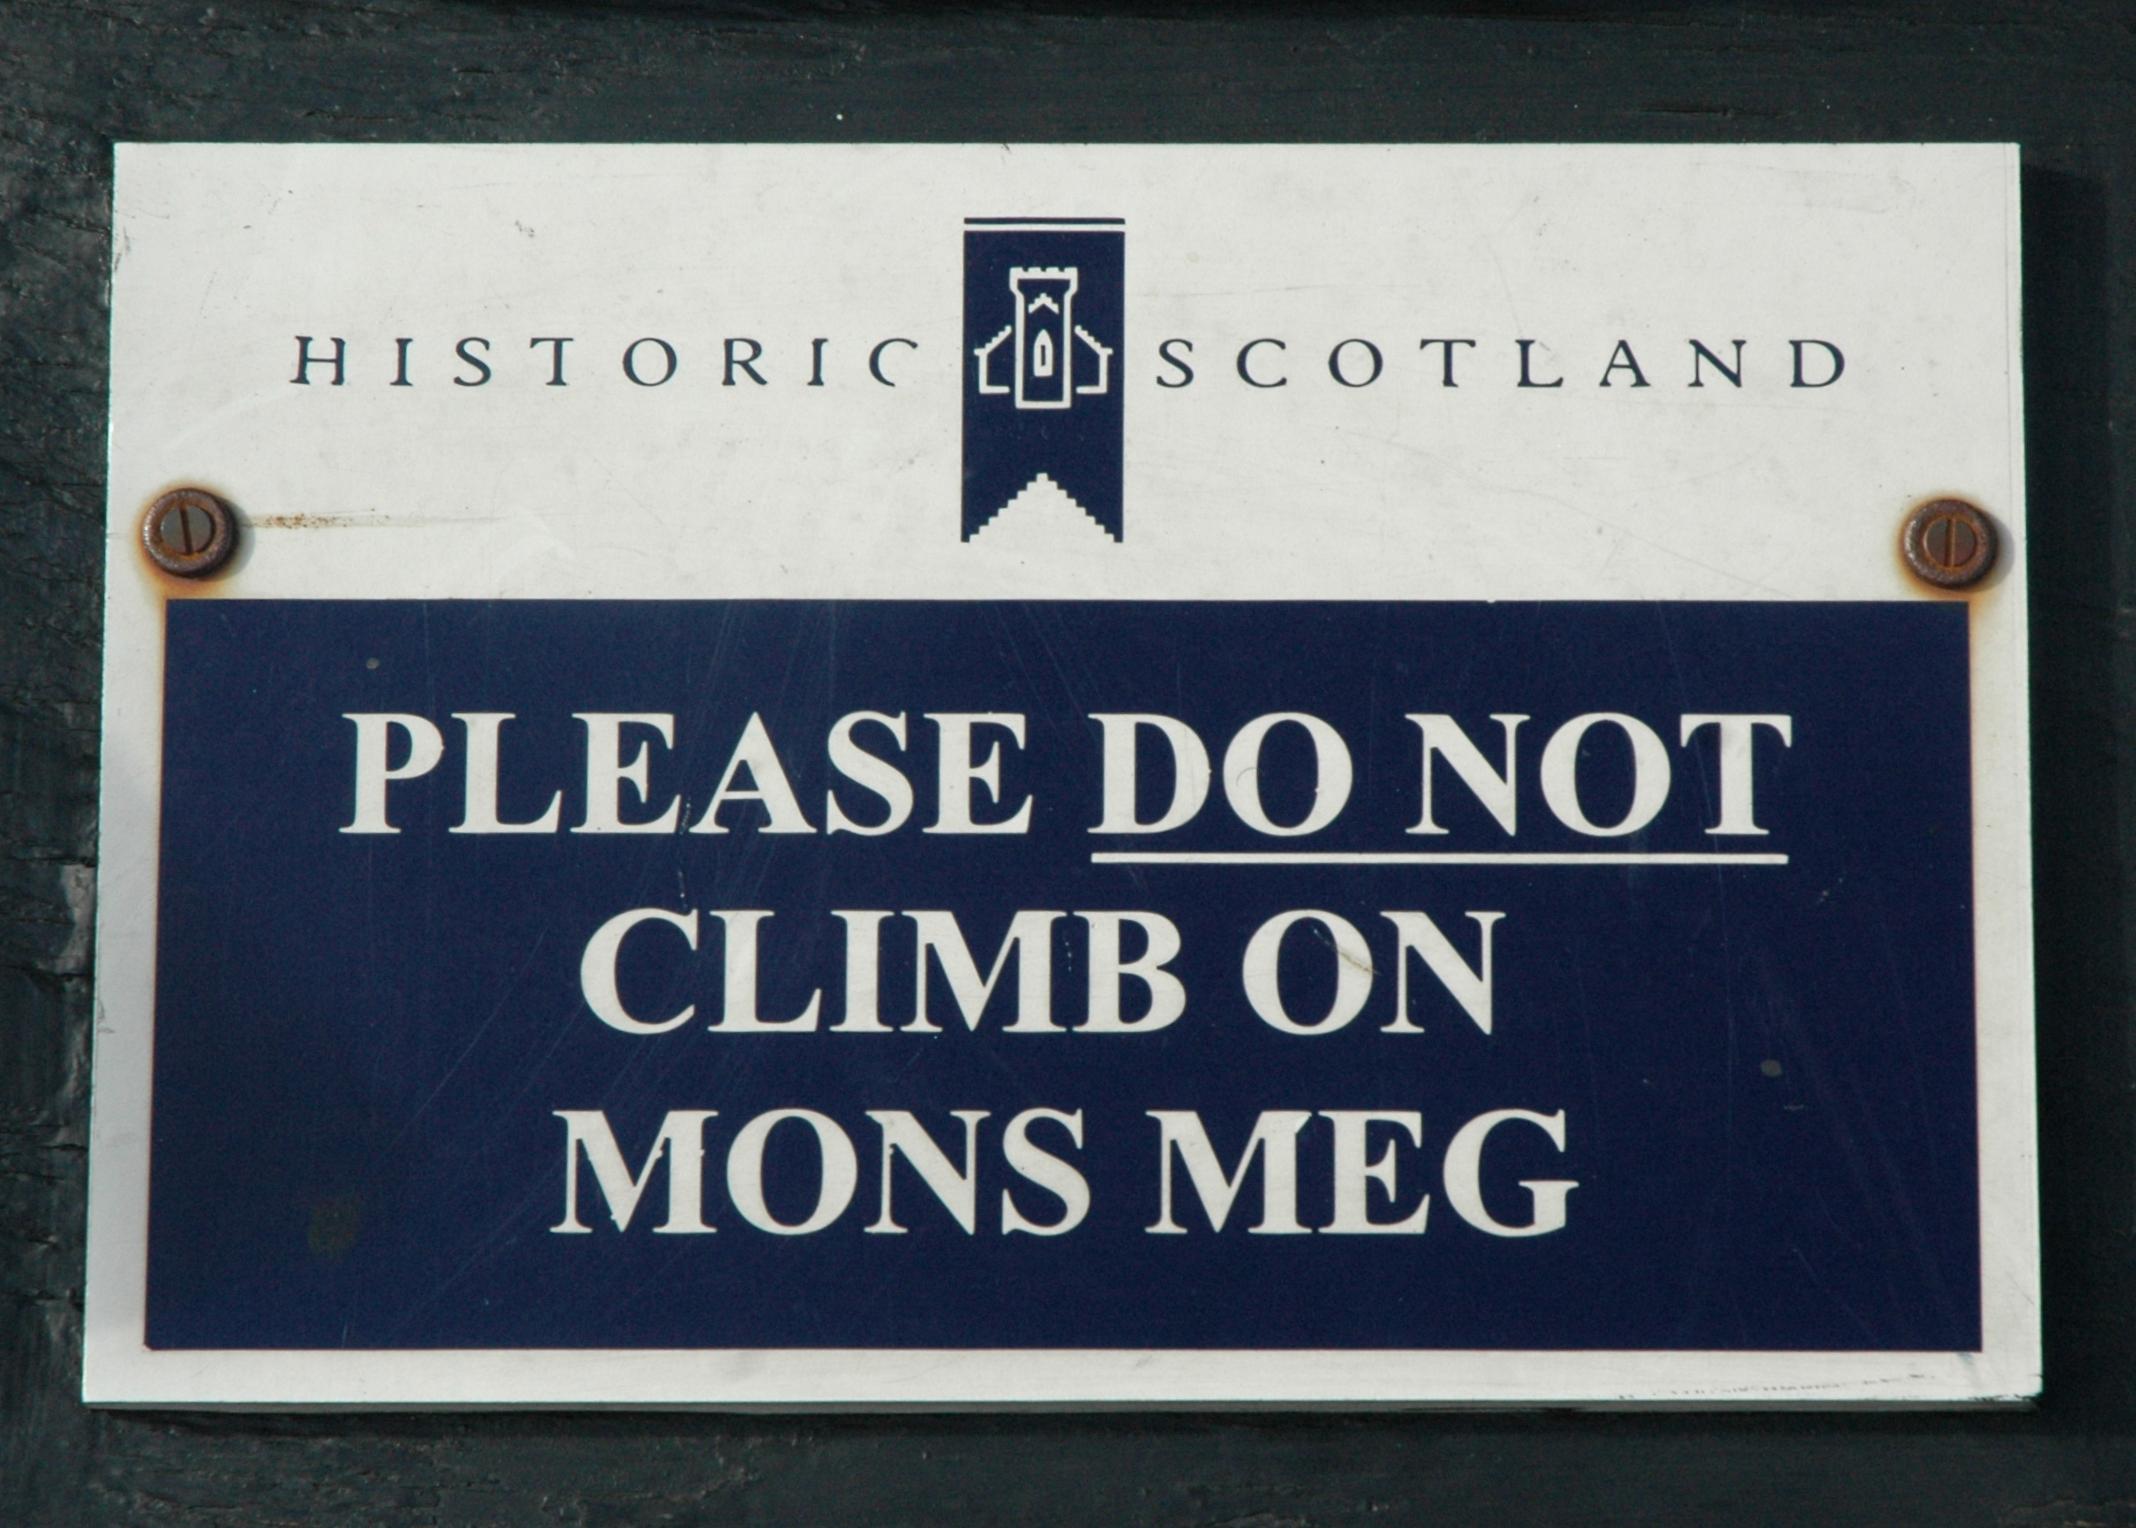 HISTORIC SCOTLAND
PLEASE DO NOT
CLIMB ON
MONS MEG